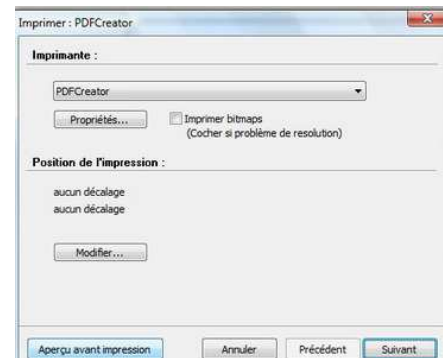 Imprimer : PDFCreator
Imprimante :
PDFCreator
Propriétés...
Imprimer bitmaps
(Cocher si problème de resolution)
Position de l'impression :
aucun décalage
aucun décalage
Modifier...
Aperçu avant impression Annuler Précédent Suivant